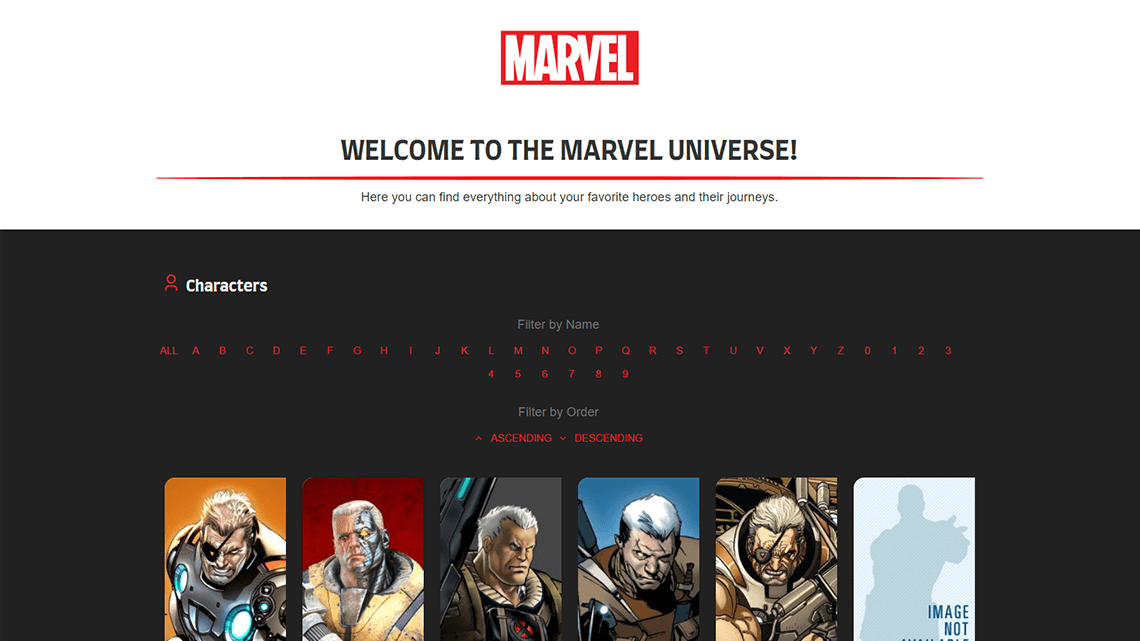 MARVEL
WELCOME TO THE MARVEL UNIVERSE!
Here you can find everything about your favorite heroes and their journeys.
Characters
Filter by Name
ALL A B C D E F G H I J K L M N O P Q R S T U V X Y Z 0 1 2 3
4 5 6 7 8 9
Filter by Order
ASCENDING DESCENDING
IMAGE
NOT
AVAILABLE